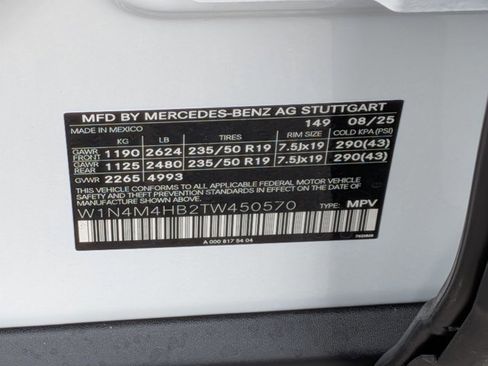 MFD BY MERCEDES-BENZ AG STUTTGART
MADE IN MEXICO 149 08/25
KG LB TIRES RIM SIZE COLD KPA (PSI)
GAWR FRONT 1190 2624 235/50 R19 7.5Jx19 290(43)
GAWR REAR 1125 2480 235/50 R19 7.5Jx19 290(43)
GVWR 2265 4993
THIS VEHICLE CONFORMS TO ALL APPLICABLE FEDERAL MOTOR VEHICLE
SAFETY BUMPER AND THEFT PREVENTION STANDARDS IN EFFECT ON THE
DATE OF MANUFACTURE SHOWN ABOVE.
W1N4M4HB2TW450570 TYPE: MPV
A 000 817 54 04